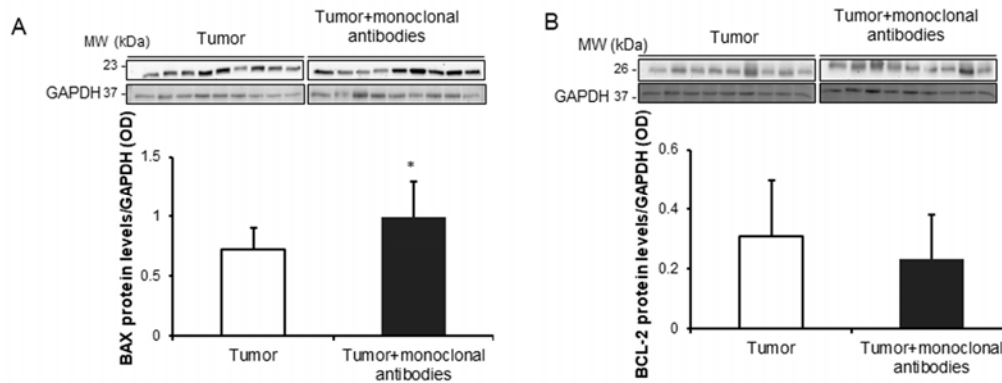 A
MW (kDa)
Tumor
Tumor+monoclonal
antibodies
23
GAPDH 37
BAX protein levels/GAPDH (OD)
1.5
1
0.5
0
*
Tumor
Tumor+monoclonal
antibodies
B
MW (kDa)
Tumor
Tumor+monoclonal
antibodies
26 -
GAPDH 37 -
BCL-2 protein levels/GAPDH (OD)
0.6
0.4
0.2
0
Tumor
Tumor+monoclonal
antibodies